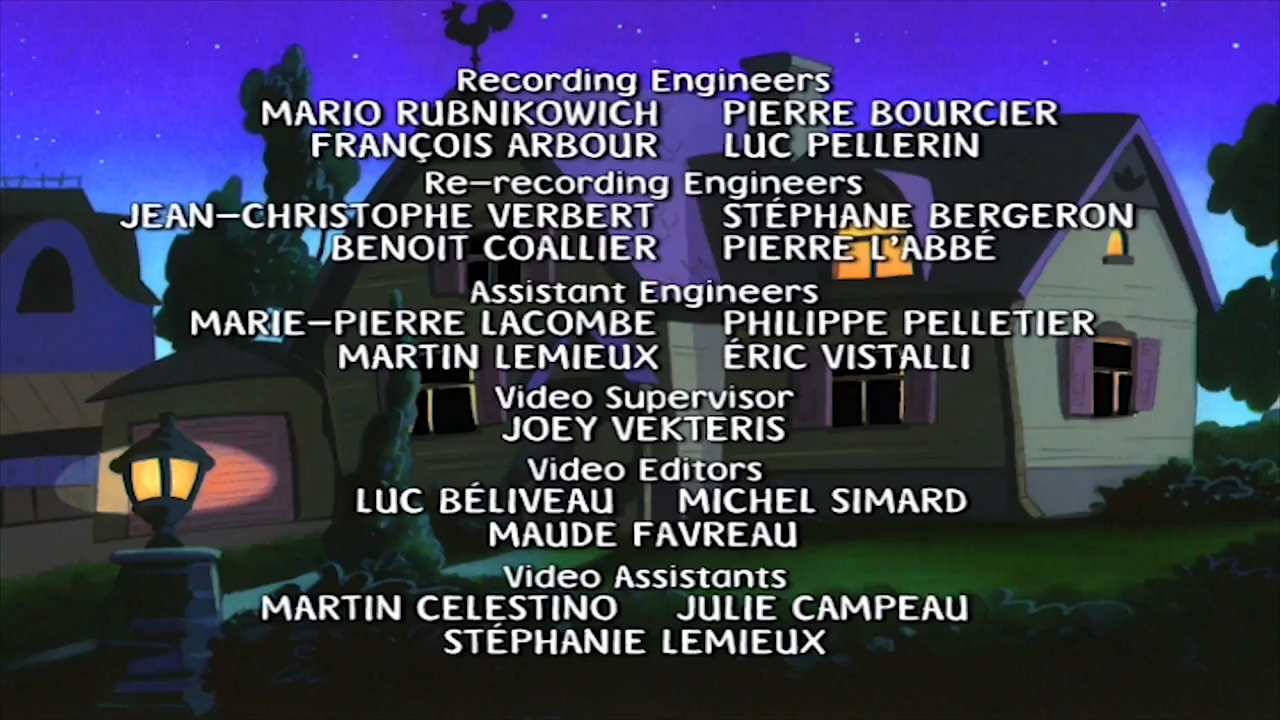 Recording Engineers
MARIO RUBNIKOWICH PIERRE BOURCIER
FRANÇOIS ARBOUR LUC PELLERIN
Re-recording Engineers
JEAN-CHRISTOPHE VERBERT STÉPHANE BERGERON
BENOIT COALLIER PIERRE L'ABBÉ
Assistant Engineers
MARIE-PIERRE LACOMBE PHILIPPE PELLETIER
MARTIN LEMIEUX ÉRIC VISTALLI
Video Supervisor
JOEY VEKTERIS
Video Editors
LUC BÉLIVEAU MICHEL SIMARD
MAUDE FAVREAU
Video Assistants
MARTIN CELESTINO JULIE CAMPEAU
STÉPHANIE LEMIEUX